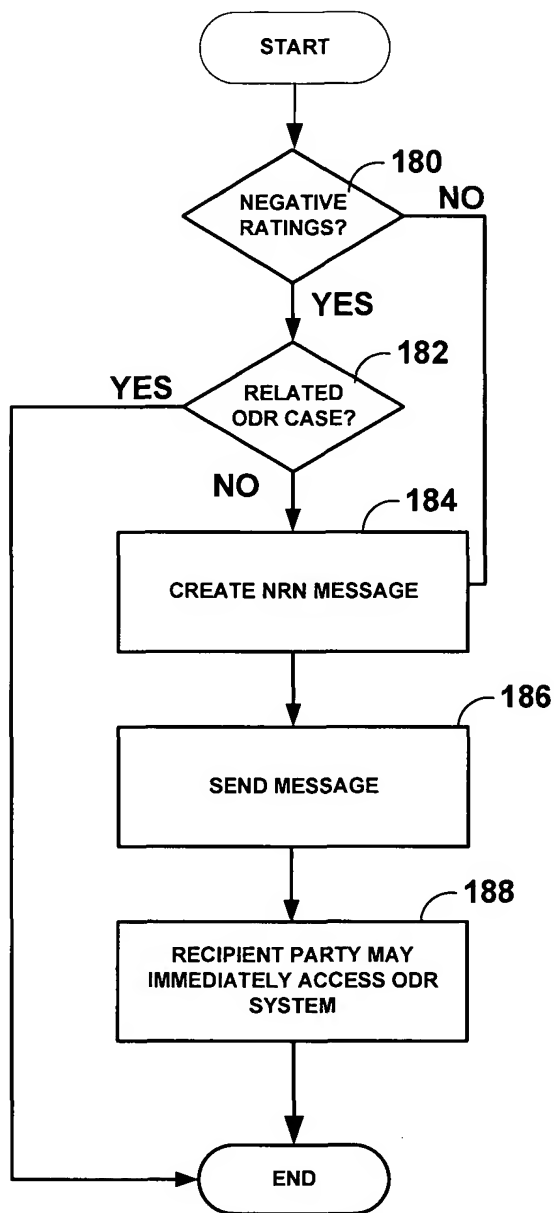 START
180
NEGATIVE
RATINGS?
NO
YES
182
YES
RELATED
ODR CASE?
NO
184
CREATE NRN MESSAGE
186
SEND MESSAGE
188
RECIPIENT PARTY MAY
IMMEDIATELY ACCESS ODR
SYSTEM
END